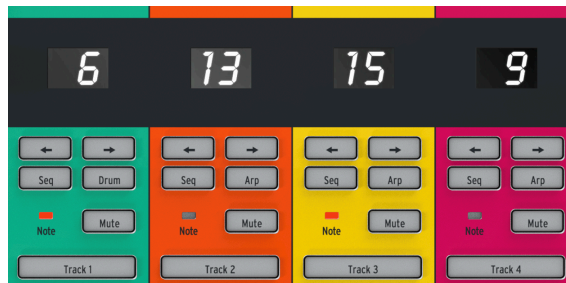 6 13 15 9
← → ← → ← → ← →
Seq Drum Seq Arp Seq Arp Seq Arp
Note Mute Note Mute Note Mute Note Mute
Track 1 Track 2 Track 3 Track 4